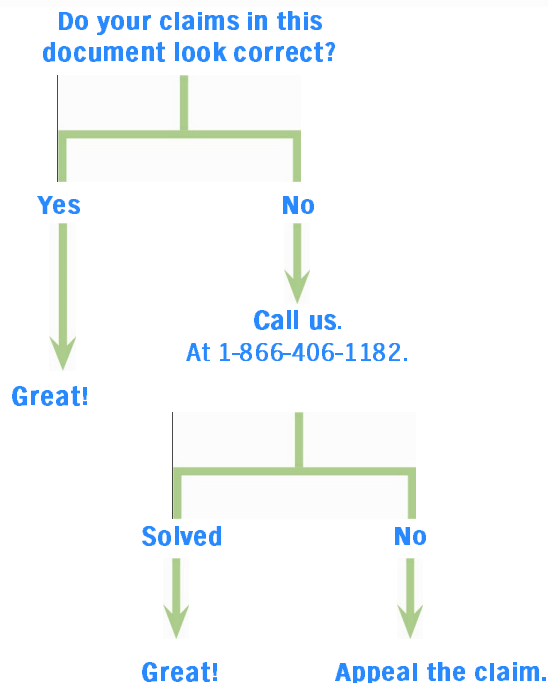 Do your claims in this
document look correct?
Yes
No
Call us.
At 1-866-406-1182.
Great!
Solved
No
Great!
Appeal the claim.